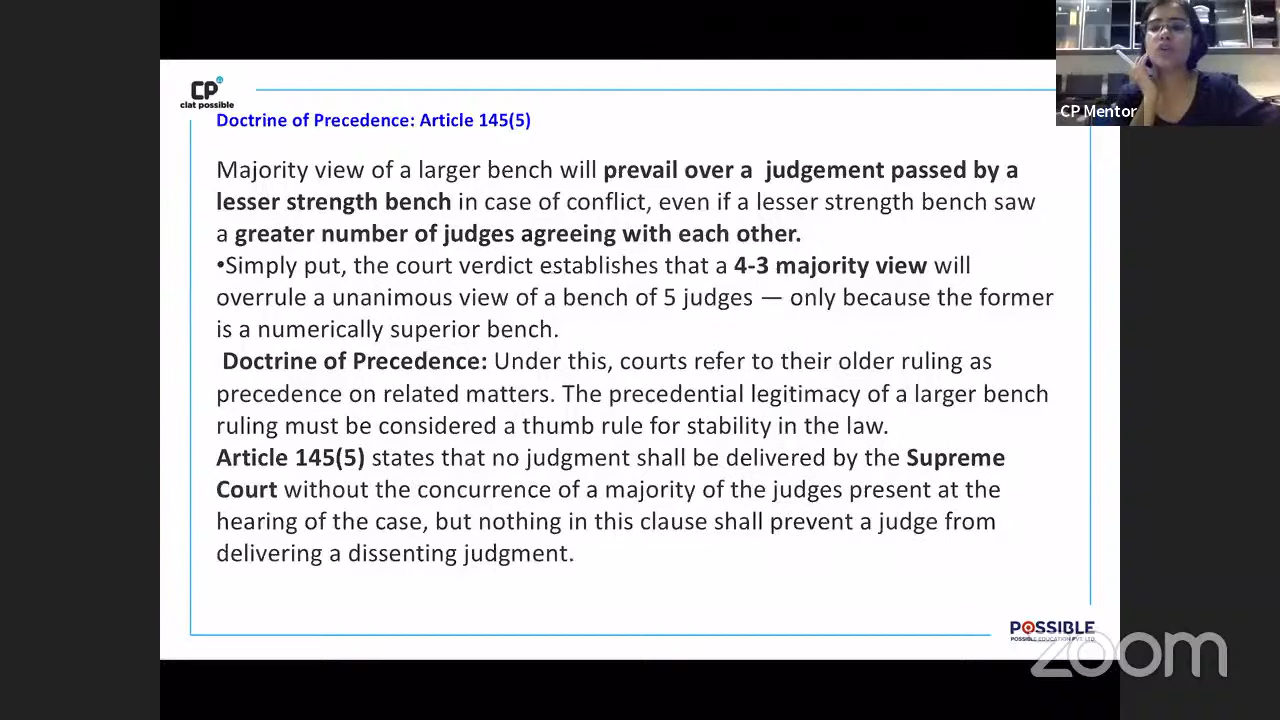 CP
clat possible
CP Mentor
Doctrine of Precedence: Article 145(5)
Majority view of a larger bench will prevail over a  judgement passed by a
lesser strength bench in case of conflict, even if a lesser strength bench saw
a greater number of judges agreeing with each other.
•Simply put, the court verdict establishes that a 4-3 majority view will
overrule a unanimous view of a bench of 5 judges — only because the former
is a numerically superior bench.
Doctrine of Precedence: Under this, courts refer to their older ruling as
precedence on related matters. The precedential legitimacy of a larger bench
ruling must be considered a thumb rule for stability in the law.
Article 145(5) states that no judgment shall be delivered by the Supreme
Court without the concurrence of a majority of the judges present at the
hearing of the case, but nothing in this clause shall prevent a judge from
delivering a dissenting judgment.
POSSIBLE
POSSIBLE EDUCATION PVT. LTD.
zoom